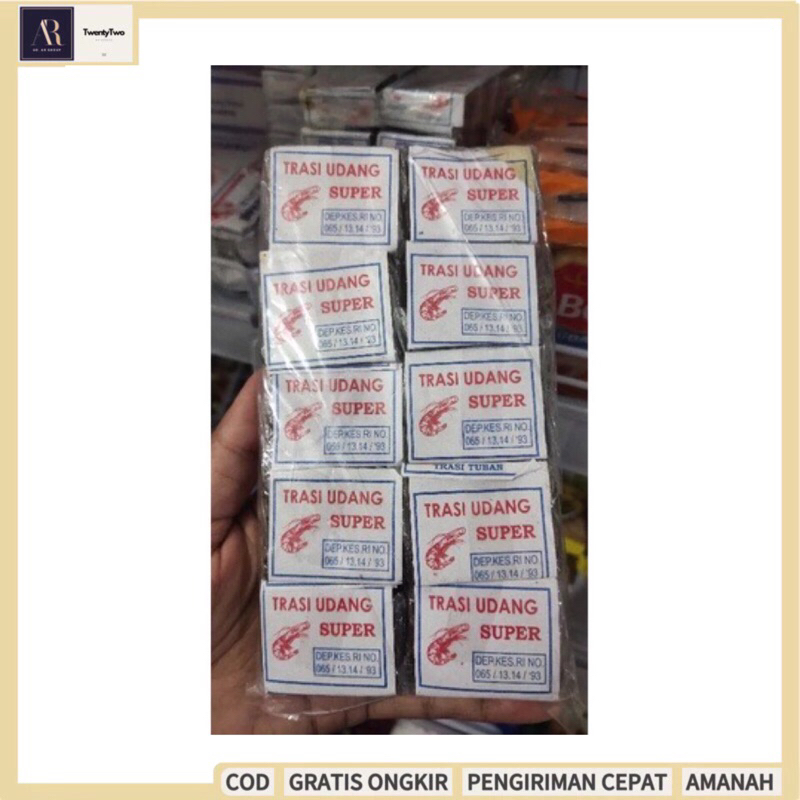 AR
AR. AN GROUP
TwentyTwo
TRASI UDANG
SUPER
DEP.KES.RI NO.
065 / 13.14 / '93
TRASI UDANG
SUPER
DEP.KES.RI NO.
065 / 13.14 / '93
TRASI UDANG
SUPER
DEP.KES.RI NO.
065 / 13.14 / '93
TRASI UDANG
SUPER
DEP.KES.RI NO.
065 / 13.14 / '93
TRASI UDANG
SUPER
DEP.KES.RI NO.
065 / 13.14 / '93
TRASI UDANG
SUPER
DEP.KES.RI NO.
065 / 13.14 / '93
TRASI TUBAN
TRASI UDANG
SUPER
DEP.KES.RI NO.
065 / 13.14 / '93
TRASI UDANG
SUPER
DEP.KES.RI NO.
065 / 13.14 / '93
TRASI UDANG
SUPER
DEP.KES.RI NO.
065 / 13.14 / '93
TRASI UDANG
SUPER
DEP.KES.RI NO.
065 / 13.14 / '93
COD GRATIS ONGKIR PENGIRIMAN CEPAT AMANAH